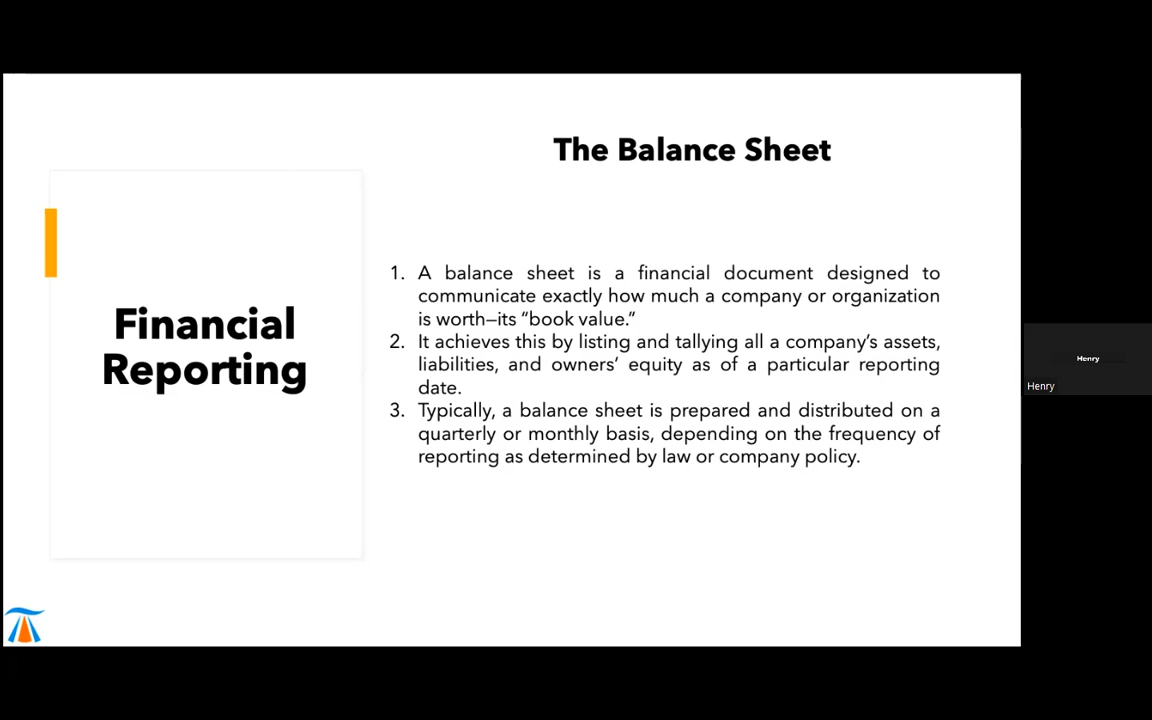 The Balance Sheet
Financial
Reporting
1. A balance sheet is a financial document designed to
communicate exactly how much a company or organization
is worth—its “book value.”
2. It achieves this by listing and tallying all a company’s assets,
liabilities, and owners’ equity as of a particular reporting
date.
3. Typically, a balance sheet is prepared and distributed on a
quarterly or monthly basis, depending on the frequency of
reporting as determined by law or company policy.
Henry
Henry